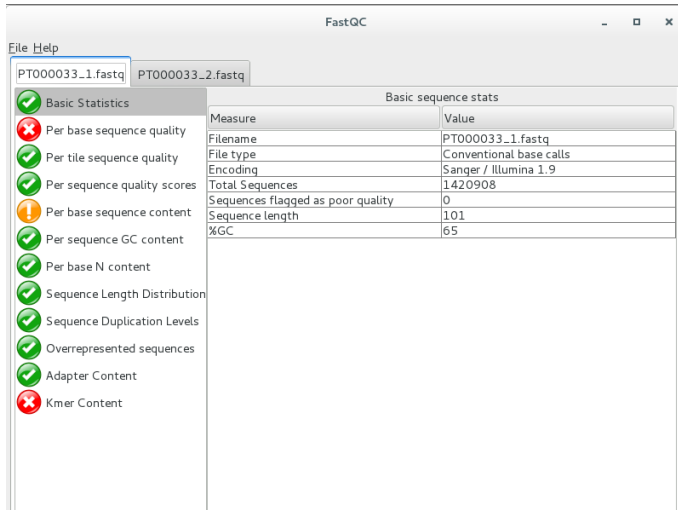 FastQC
File Help
PT000033_1.fastq PT000033_2.fastq
Basic Statistics
Per base sequence quality
Per tile sequence quality
Per sequence quality scores
Per base sequence content
Per sequence GC content
Per base N content
Sequence Length Distribution
Sequence Duplication Levels
Overrepresented sequences
Adapter Content
Kmer Content
Basic sequence stats
Measure Value
Filename PT000033_1.fastq
File type Conventional base calls
Encoding Sanger / Illumina 1.9
Total Sequences 1420908
Sequences flagged as poor quality 0
Sequence length 101
%GC 65